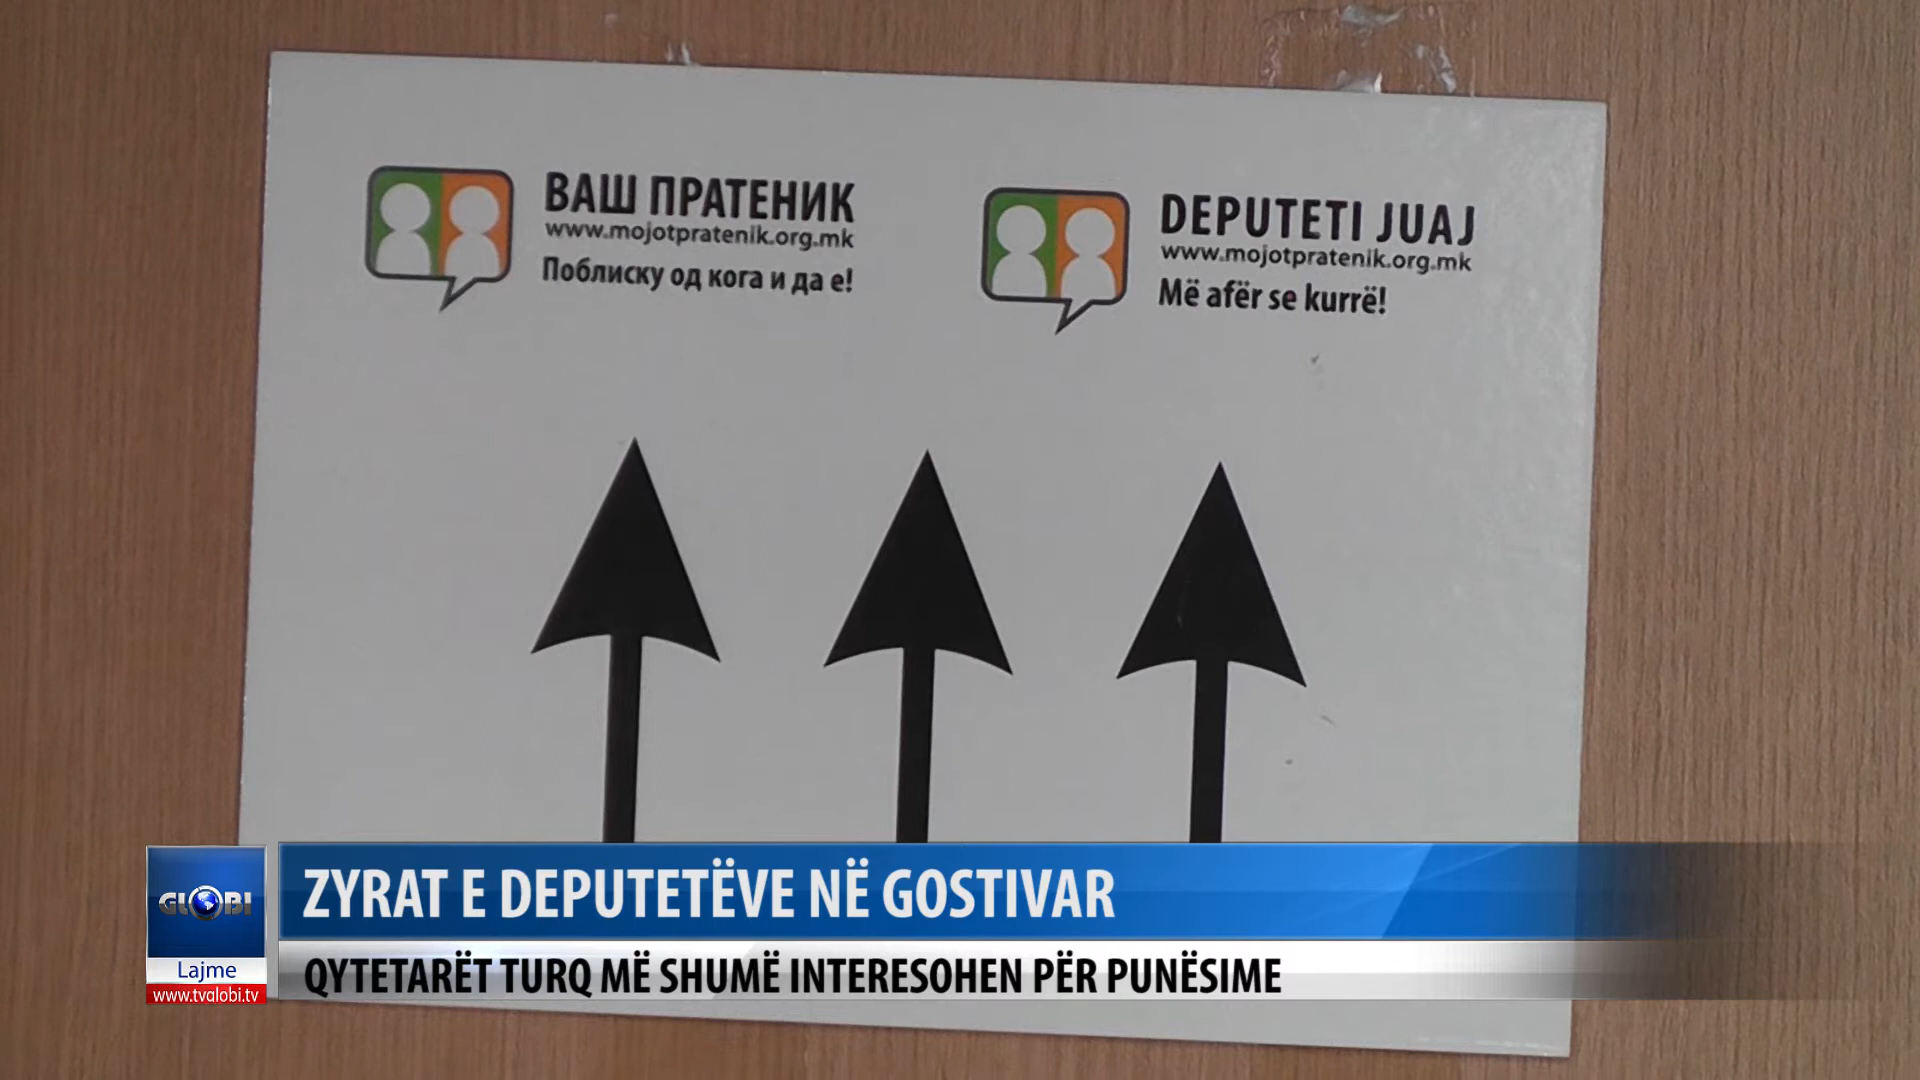 ВАШ ПРАТЕНИК
www.mojotpratenik.org.mk
Поблиску од кога и да е!
DEPUTETI JUAJ
www.mojotpratenik.org.mk
Më afër se kurrë!
GLOBI
Lajme
www.tvglobi.tv
ZYRAT E DEPUTETËVE NË GOSTIVAR
QYTETARËT TURQ MË SHUMË INTERESOHEN PËR PUNËSIME